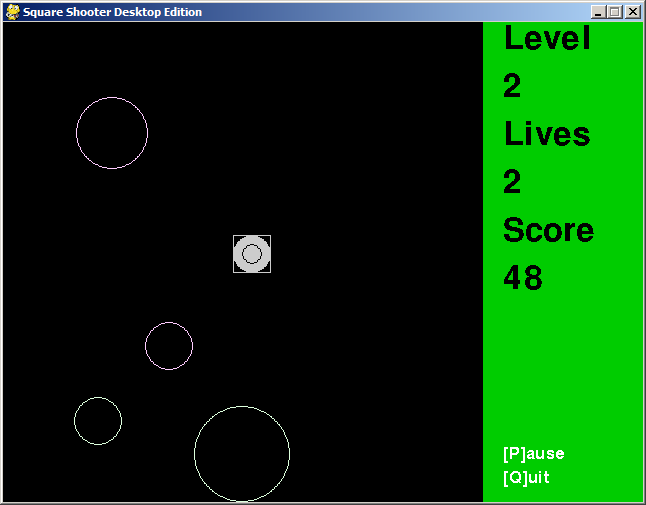 Square Shooter Desktop Edition
Level
2
Lives
2
Score
48
[P]ause
[Q]uit